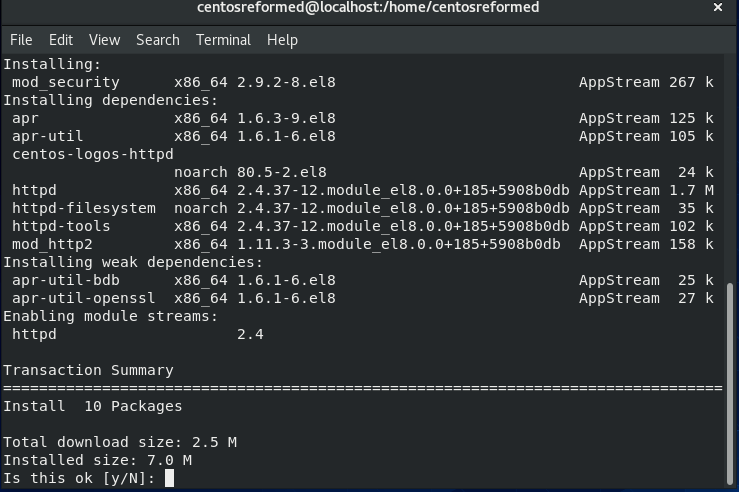 centosreformed@localhost:/home/centosreformed ×
File Edit View Search Terminal Help
Installing:
 mod_security      x86_64 2.9.2-8.el8                           AppStream 267 k
Installing dependencies:
 apr               x86_64 1.6.3-9.el8                           AppStream 125 k
 apr-util          x86_64 1.6.1-6.el8                           AppStream 105 k
 centos-logos-httpd
                   noarch 80.5-2.el8                            AppStream  24 k
 httpd             x86_64 2.4.37-12.module_el8.0.0+185+5908b0db AppStream 1.7 M
 httpd-filesystem  noarch 2.4.37-12.module_el8.0.0+185+5908b0db AppStream  35 k
 httpd-tools       x86_64 2.4.37-12.module_el8.0.0+185+5908b0db AppStream 102 k
 mod_http2         x86_64 1.11.3-3.module_el8.0.0+185+5908b0db  AppStream 158 k
Installing weak dependencies:
 apr-util-bdb      x86_64 1.6.1-6.el8                           AppStream  25 k
 apr-util-openssl  x86_64 1.6.1-6.el8                           AppStream  27 k
Enabling module streams:
 httpd                    2.4

Transaction Summary
================================================================================
Install  10 Packages

Total download size: 2.5 M
Installed size: 7.0 M
Is this ok [y/N]: